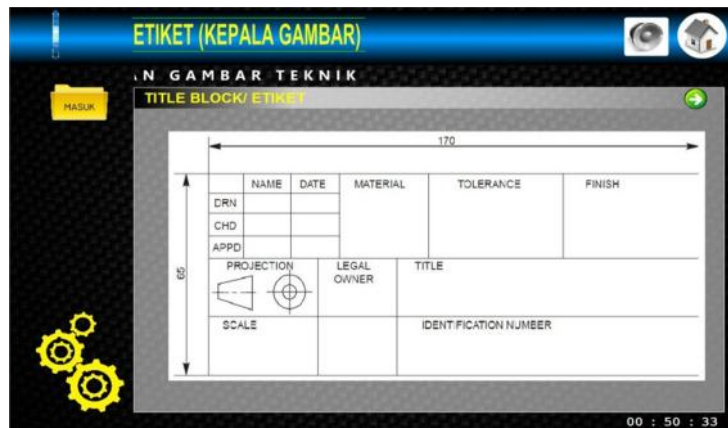 ETIKET (KEPALA GAMBAR)
N GAMBAR TEKNIK
MASUK
TITLE BLOCK/ ETIKET
170
NAME DATE MATERIAL TOLERANCE FINISH
DRN
CHD
APPD
65
PROJECTION LEGAL OWNER TITLE
SCALE IDENTIFICATION NUMBER
00 : 50 : 33